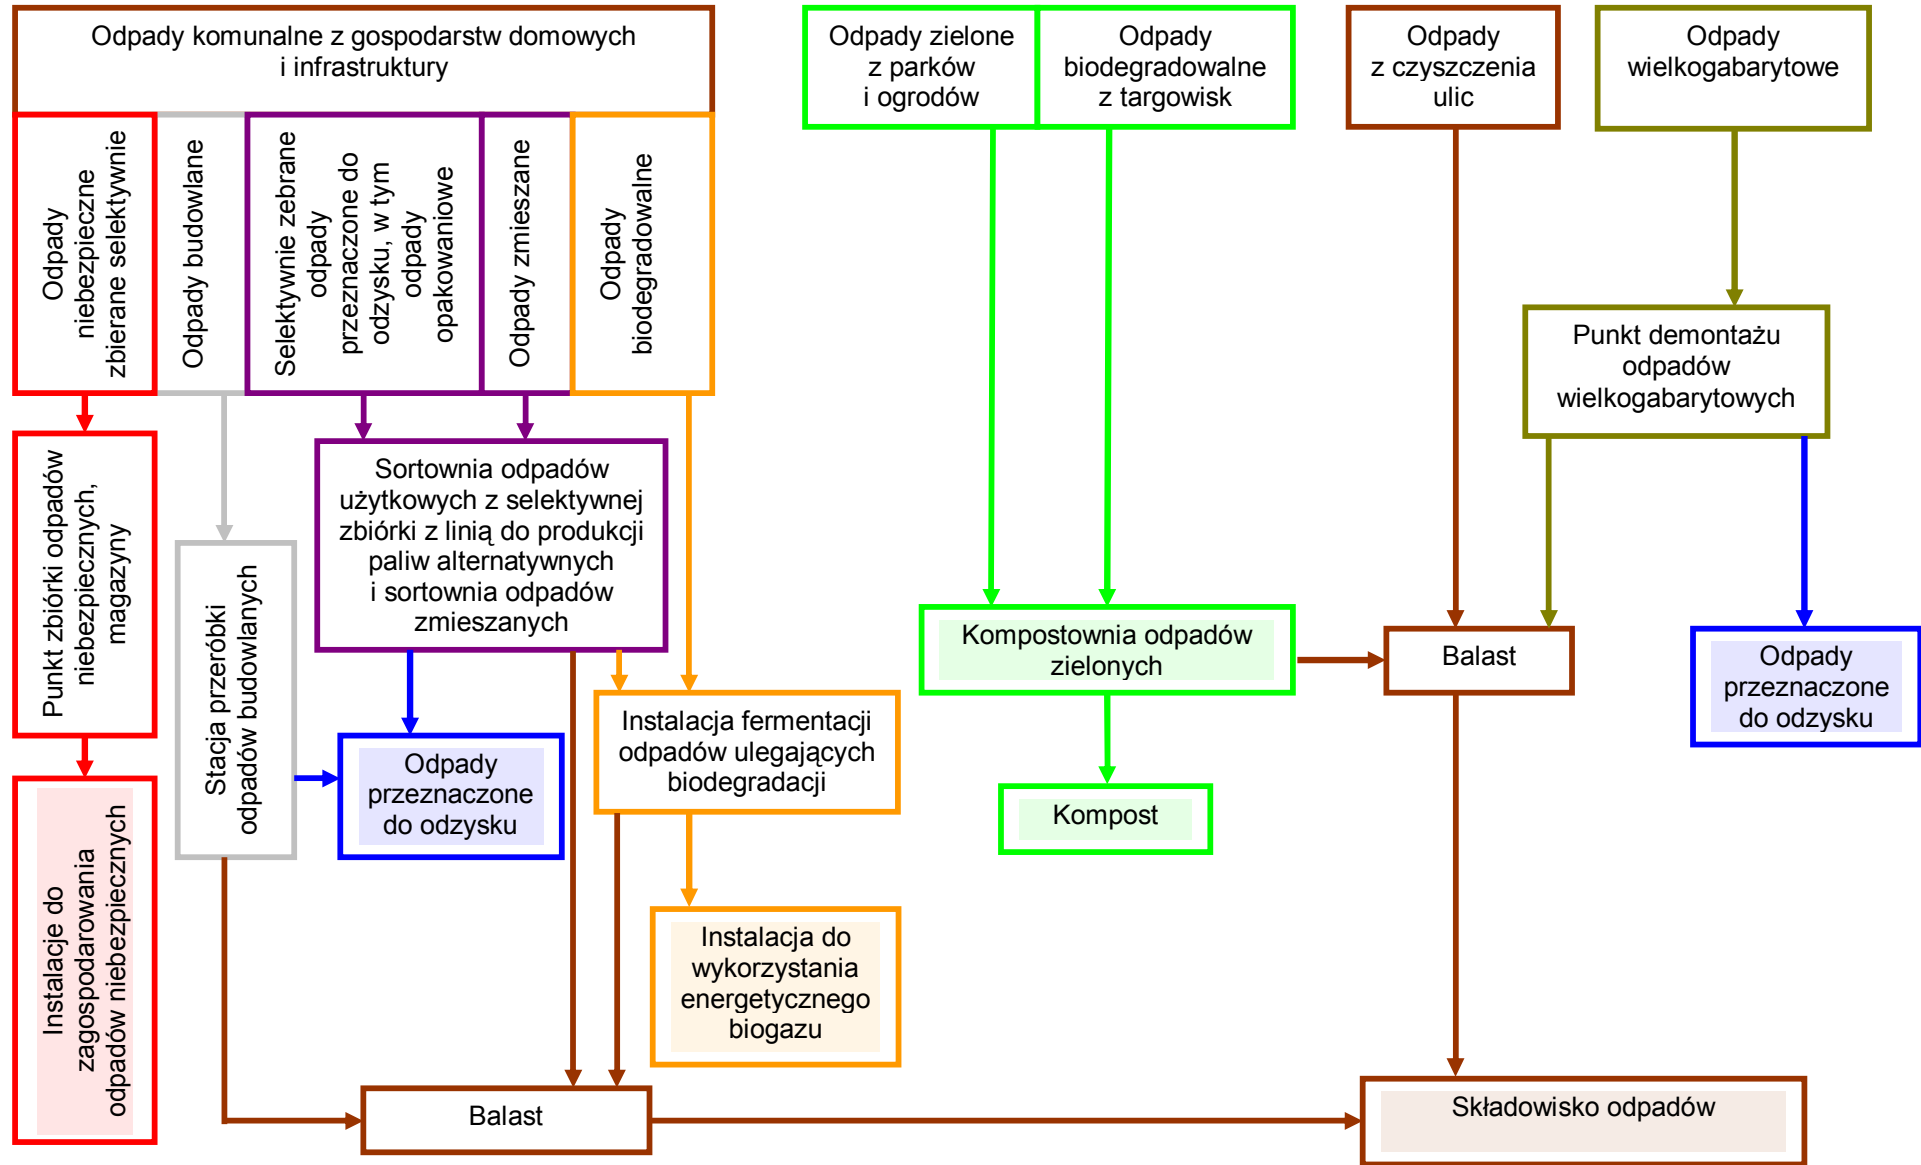 Odpady komunalne z gospodarstw domowych
i infrastruktury
Odpady zielone
z parków
i ogrodów
Odpady
biodegradowalne
z targowisk
Odpady
z czyszczenia
ulic
Odpady
wielkogabarytowe
Odpady
niebezpieczne
zbierane selektywnie
Odpady budowlane
Selektywnie zebrane
odpady
przeznaczone do
odzysku, w tym
odpady
opakowaniowe
Odpady zmieszane
Odpady
biodegradowalne
Punkt demontażu
odpadów
wielkogabarytowych
Punkt zbiórki odpadów
niebezpiecznych,
magazyny
Sortownia odpadów
użytkowych z selektywnej
zbiórki z linią do produkcji
paliw alternatywnych
i sortownia odpadów
zmieszanych
Stacja przeróbki
odpadów budowlanych
Kompostownia odpadów
zielonych
Balast
Odpady
przeznaczone
do odzysku
Instalacja fermentacji
odpadów ulegających
biodegradacji
Odpady
przeznaczone
do odzysku
Kompost
Instalacje do
zagospodarowania
odpadów niebezpiecznych
Instalacja do
wykorzystania
energetycznego
biogazu
Balast
Składowisko odpadów